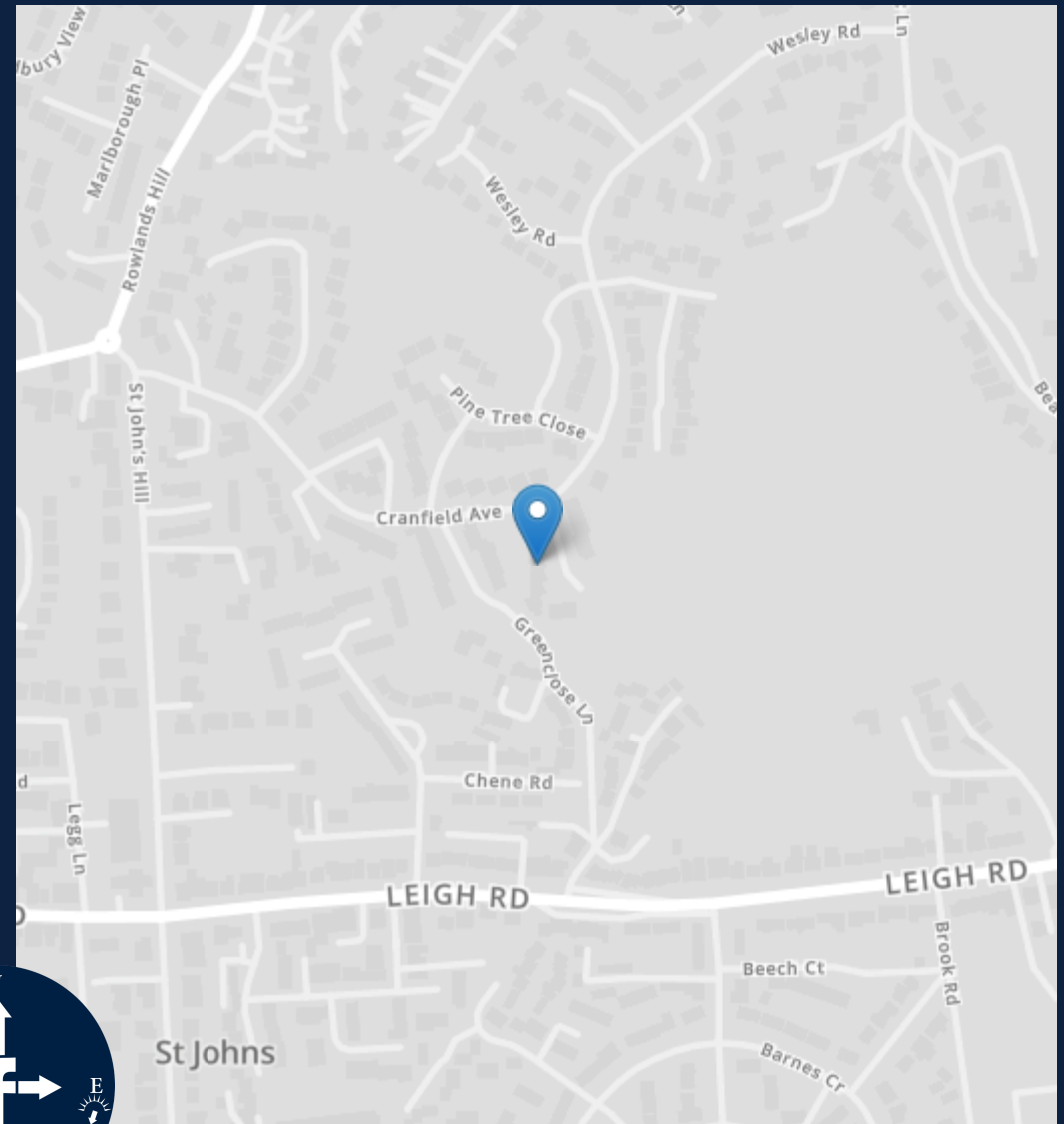 Wesley Rd
Ln
Marlborough Pl
Rowlands Hill
Wesley Rd
St John's Hill
Pine Tree Close
Cranfield Ave
Greenclose Ln
Chene Rd
d
Legg Ln
LEIGH RD
LEIGH RD
Brook Rd
Beech Ct
St Johns
Barnes Cr
E